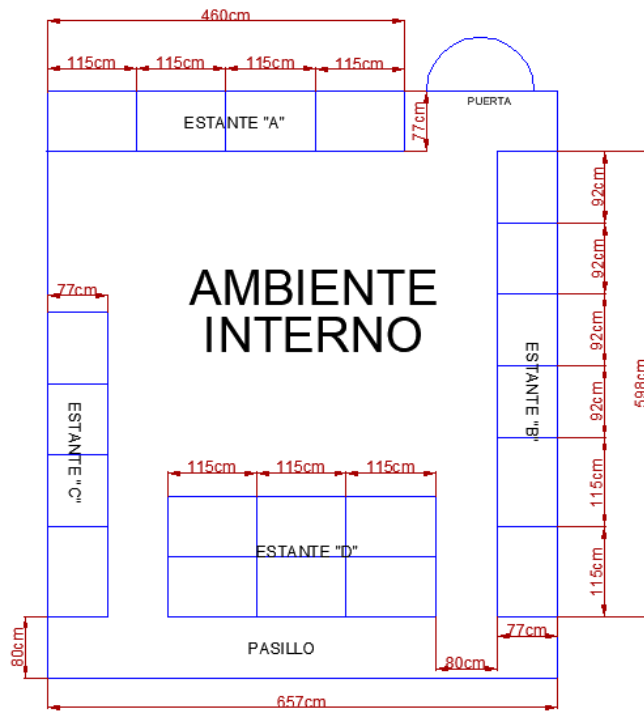 460cm
115cm
115cm
115cm
115cm
PUERTA
ESTANTE "A"
77cm
92cm
92cm
92cm
92cm
115cm
115cm
598cm
AMBIENTE
INTERNO
77cm
ESTANTE "B"
ESTANTE "C"
115cm
115cm
115cm
ESTANTE "D"
77cm
80cm
PASILLO
80cm
657cm